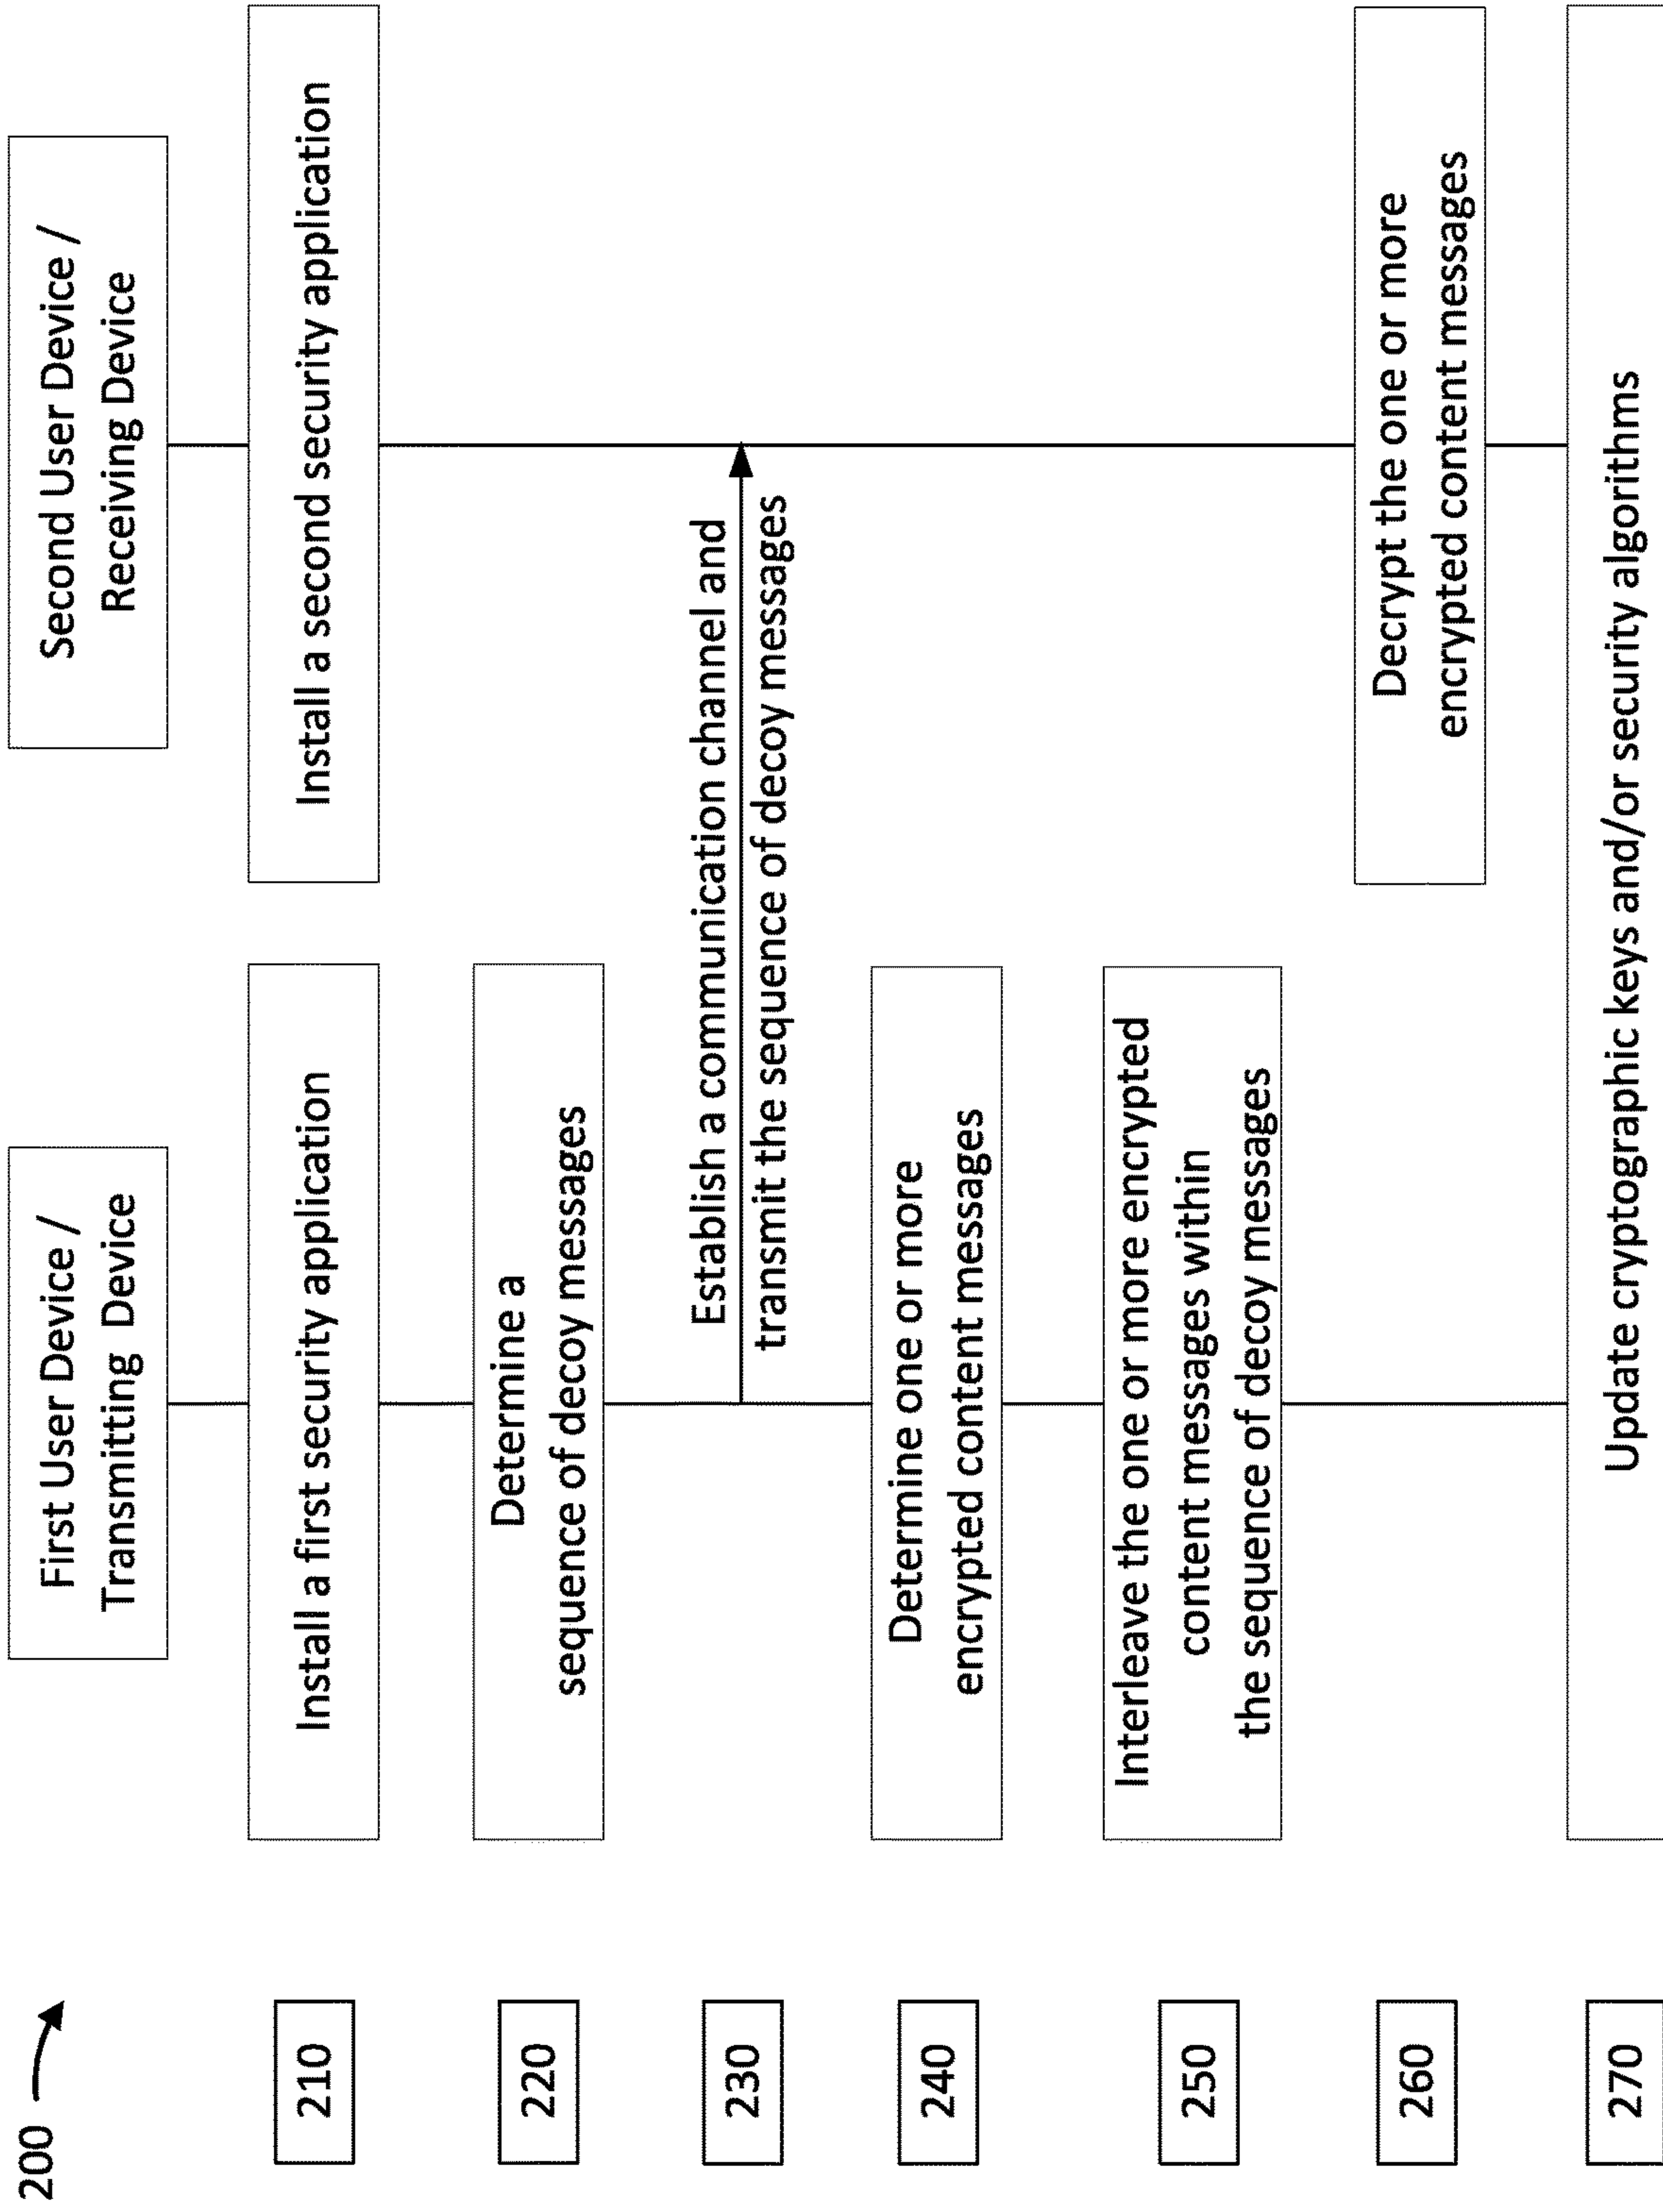 200
First User Device /
Transmitting Device
Second User Device /
Receiving Device
210
Install a first security application
Install a second security application
220
Determine a
sequence of decoy messages
230
Establish a communication channel and
transmit the sequence of decoy messages
240
Determine one or more
encrypted content messages
250
Interleave the one or more encrypted
content messages within
the sequence of decoy messages
260
Decrypt the one or more
encrypted content messages
270
Update cryptographic keys and/or security algorithms